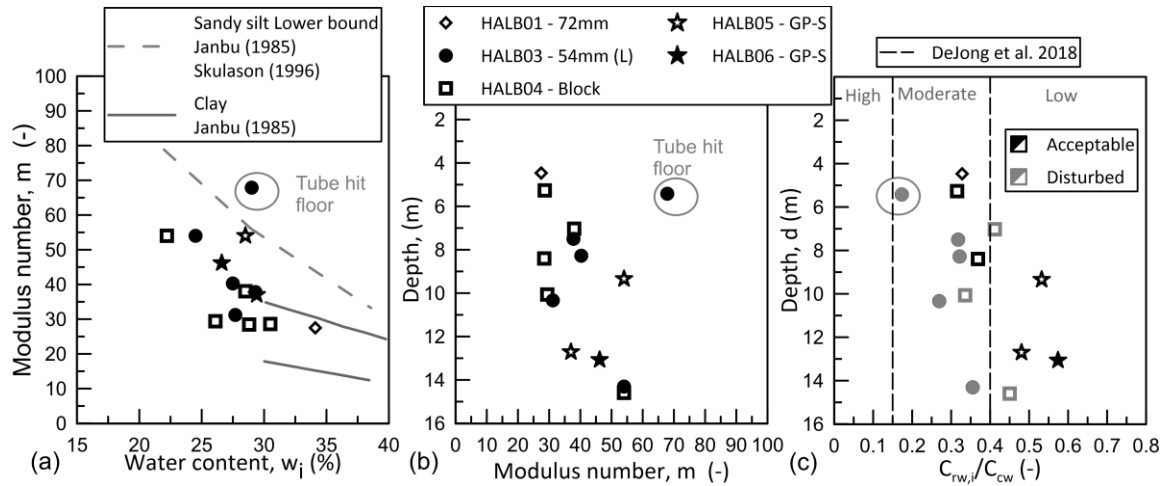 Sandy silt Lower bound
Janbu (1985)
Skulason (1996)
Clay
Janbu (1985)
100
90
80
70
60
50
40
30
20
10
0
Modulus number, m (-)
Tube hit
floor
15 20 25 30 35 40
(a) Water content, wi (%)
HALB01 - 72mm
HALB03 - 54mm (L)
HALB04 - Block
HALB05 - GP-S
HALB06 - GP-S
2
4
6
8
10
12
14
16
Depth, (m)
Tube hit
floor
0 10 20 30 40 50 60 70 80 90 100
(b) Modulus number, m (-)
DeJong et al. 2018
High Moderate Low
Acceptable
Disturbed
2
4
6
8
10
12
14
16
Depth, d (m)
0 0.1 0.2 0.3 0.4 0.5 0.6 0.7 0.8
(c) Crw,i/Ccw (-)